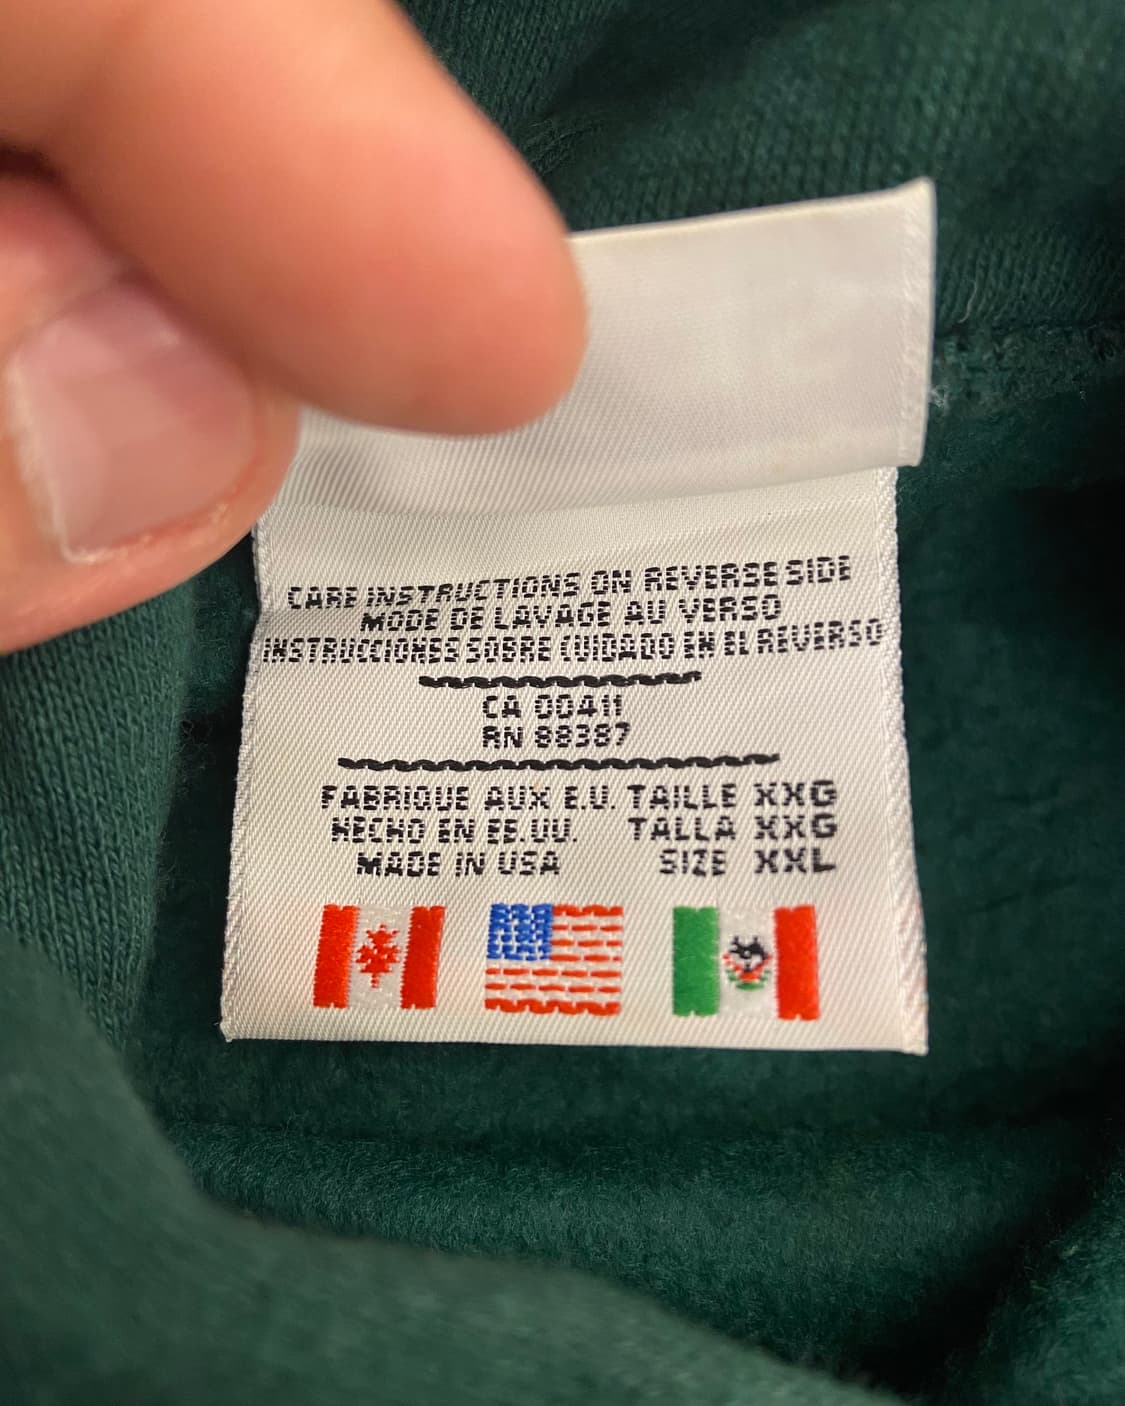 CARE INSTRUCTIONS ON REVERSE SIDE
MODE DE LAVAGE AU VERSO
INSTRUCCIONES SOBRE CUIDADO EN EL REVERSO
CA 00411
RN 88387
FABRIQUE AUX E.U. TAILLE XXG
HECHO EN EE.UU. TALLA XXG
MADE IN USA SIZE XXL